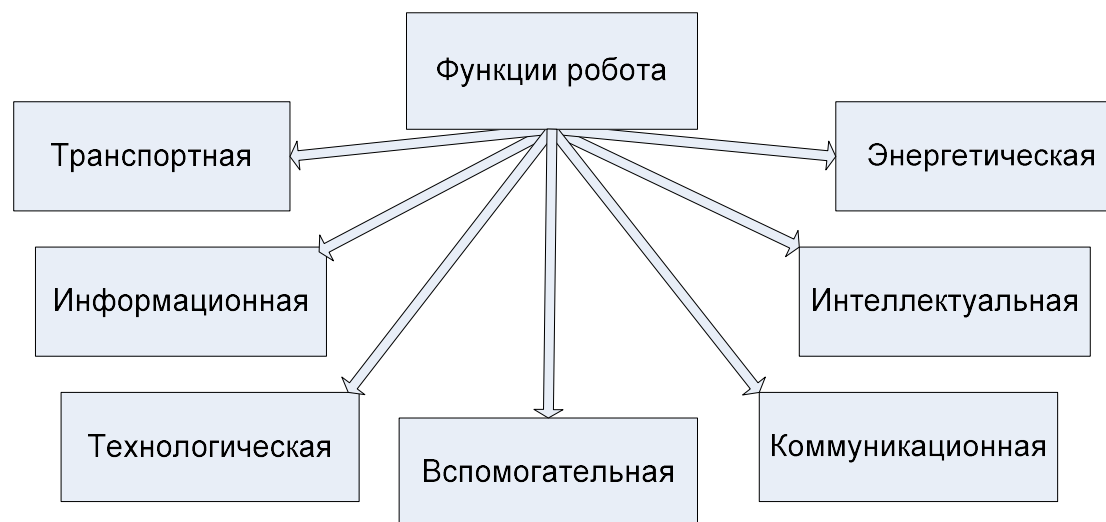 Функции робота
Транспортная
Энергетическая
Информационная
Интеллектуальная
Технологическая
Вспомогательная
Коммуникационная